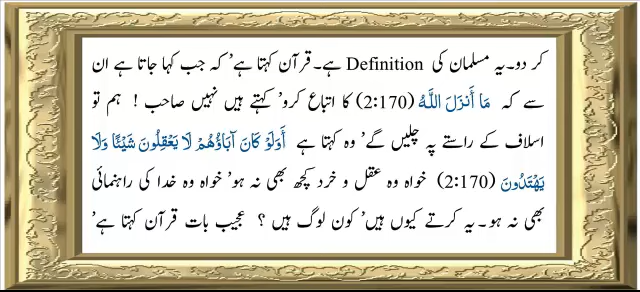 کر دو۔ یہ مسلمان کی Definition ہے۔ قرآن کہتا ہے’ کہ جب کہا جاتا ہے ان
سے کہ مَا أَنزَلَ اللَّهُ (2:170) کا اتباع کرو’ کہتے ہیں نہیں صاحب ! ہم تو
اسلاف کے راستے پہ چلیں گے’ وہ کہتا ہے أَوَلَوْ كَانَ آبَاؤُهُمْ لَا يَعْقِلُونَ شَيْئًا وَلَا
يَهْتَدُونَ (2:170) خواہ وہ عقل و خرد کچھ بھی نہ ہو’ خواہ وہ خدا کی راہنمائی
بھی نہ ہو۔ یہ کرتے کیوں ہیں’ کون لوگ ہیں ؟ عجیب بات قرآن کہتا ہے’